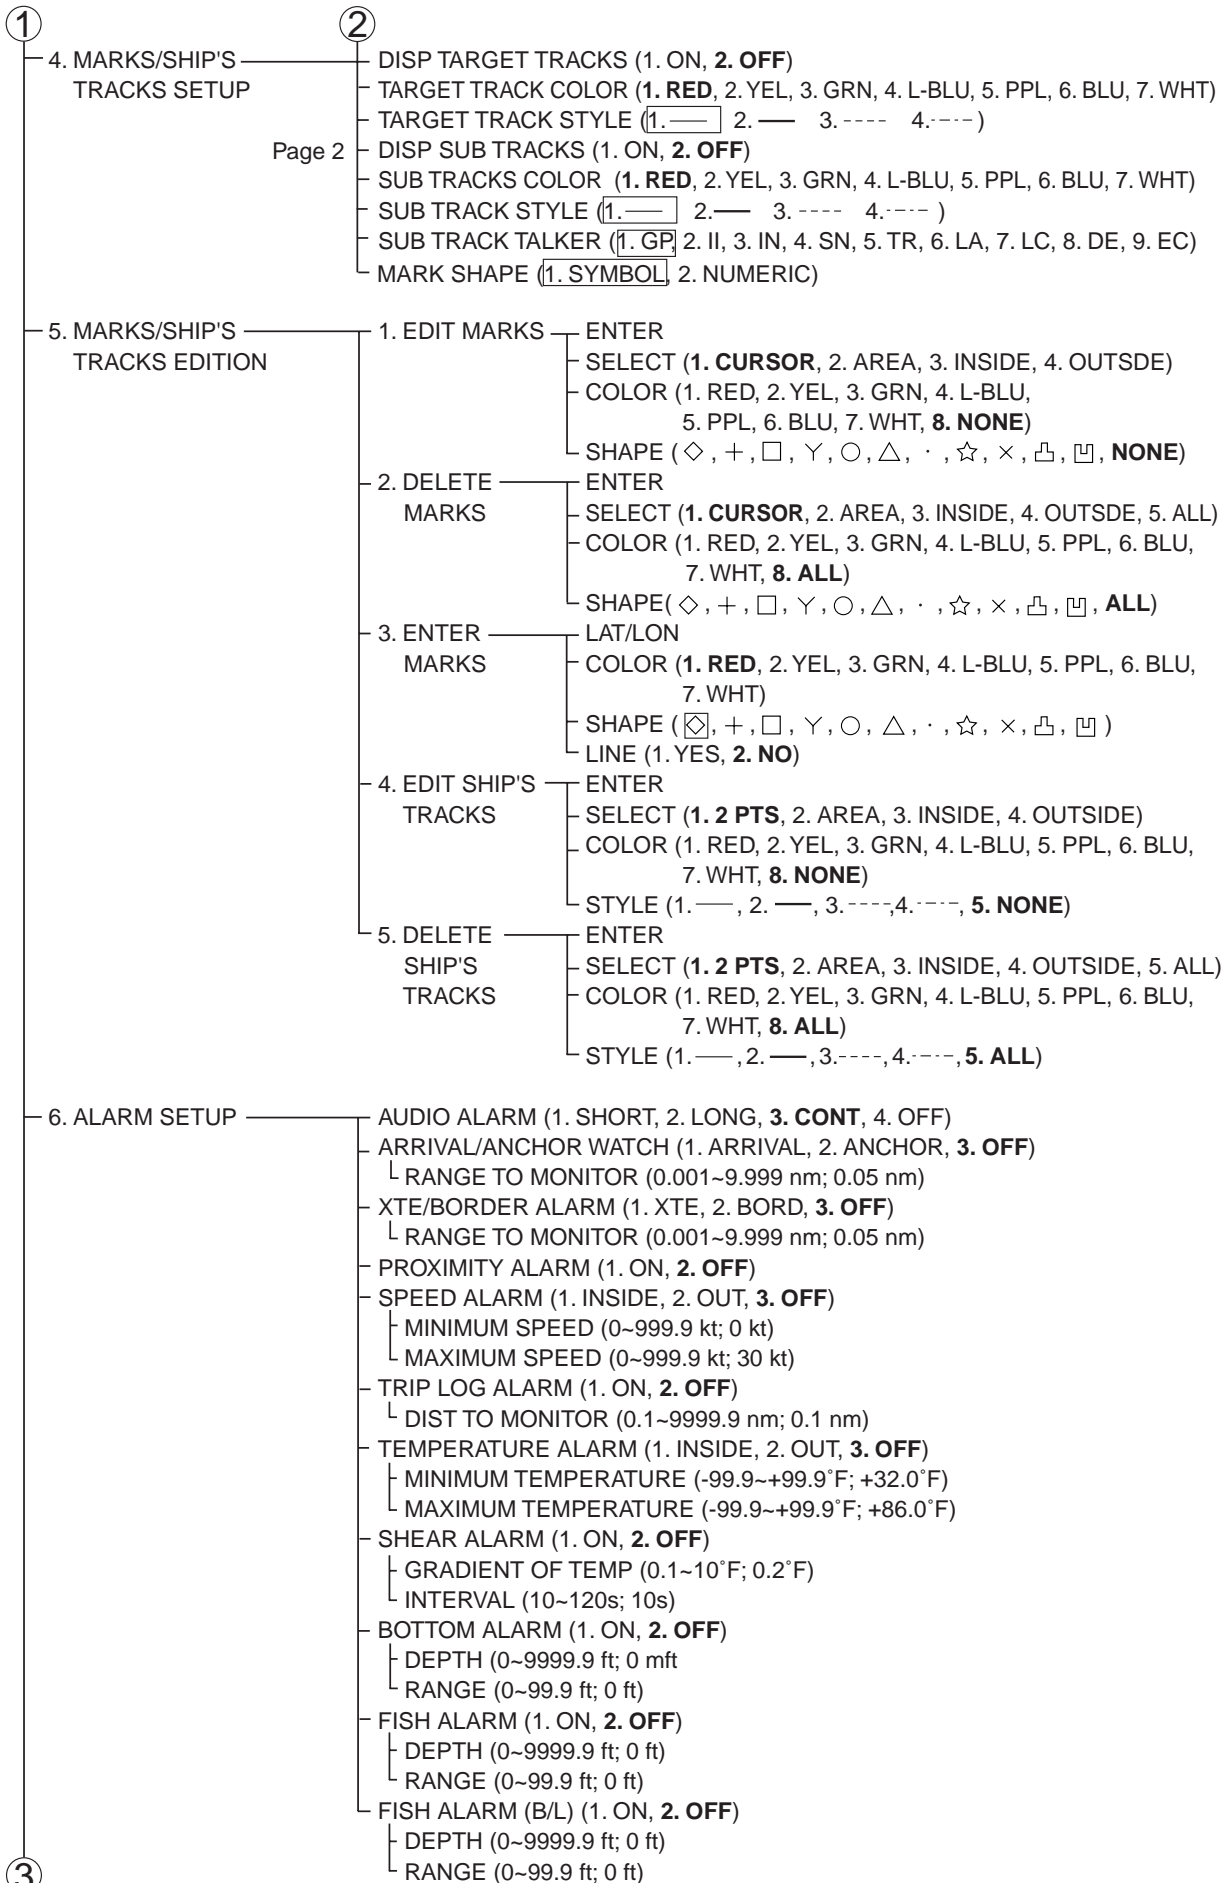 1 2
4. MARKS/SHIP'S DISP TARGET TRACKS (1. ON, 2. OFF)
TRACKS SETUP TARGET TRACK COLOR (1. RED, 2. YEL, 3. GRN, 4. L-BLU, 5. PPL, 6. BLU, 7. WHT)
TARGET TRACK STYLE (1. —— 2. —— 3. ---- 4.-·-·-)
Page 2 DISP SUB TRACKS (1. ON, 2. OFF)
SUB TRACKS COLOR (1. RED, 2. YEL, 3. GRN, 4. L-BLU, 5. PPL, 6. BLU, 7. WHT)
SUB TRACK STYLE (1. —— 2. —— 3. ---- 4.-·-·- )
SUB TRACK TALKER (1. GP, 2. II, 3. IN, 4. SN, 5. TR, 6. LA, 7. LC, 8. DE, 9. EC)
MARK SHAPE (1. SYMBOL, 2. NUMERIC)
5. MARKS/SHIP'S 1. EDIT MARKS ENTER
TRACKS EDITION SELECT (1. CURSOR, 2. AREA, 3. INSIDE, 4. OUTSDE)
COLOR (1. RED, 2. YEL, 3. GRN, 4. L-BLU,
5. PPL, 6. BLU, 7. WHT, 8. NONE)
SHAPE ( ◇ , + , □ , Y , ○ , △ , · , ☆ , × , 凸 , 凹 , NONE)
2. DELETE ENTER
MARKS SELECT (1. CURSOR, 2. AREA, 3. INSIDE, 4. OUTSDE, 5. ALL)
COLOR (1. RED, 2. YEL, 3. GRN, 4. L-BLU, 5. PPL, 6. BLU,
7. WHT, 8. ALL)
SHAPE( ◇ , + , □ , Y , ○ , △ , · , ☆ , × , 凸 , 凹 , ALL)
3. ENTER LAT/LON
MARKS COLOR (1. RED, 2. YEL, 3. GRN, 4. L-BLU, 5. PPL, 6. BLU,
7. WHT)
SHAPE ( ◇ , + , □ , Y , ○ , △ , · , ☆ , × , 凸 , 凹 )
LINE (1. YES, 2. NO)
4. EDIT SHIP'S ENTER
TRACKS SELECT (1. 2 PTS, 2. AREA, 3. INSIDE, 4. OUTSIDE)
COLOR (1. RED, 2. YEL, 3. GRN, 4. L-BLU, 5. PPL, 6. BLU,
7. WHT, 8. NONE)
STYLE (1. —— , 2. ——, 3. ----,4. -·-·-, 5. NONE)
5. DELETE ENTER
SHIP'S SELECT (1. 2 PTS, 2. AREA, 3. INSIDE, 4. OUTSIDE, 5. ALL)
TRACKS COLOR (1. RED, 2. YEL, 3. GRN, 4. L-BLU, 5. PPL, 6. BLU,
7. WHT, 8. ALL)
STYLE (1. —— , 2. —— , 3.----, 4. -·-·-, 5. ALL)
6. ALARM SETUP AUDIO ALARM (1. SHORT, 2. LONG, 3. CONT, 4. OFF)
ARRIVAL/ANCHOR WATCH (1. ARRIVAL, 2. ANCHOR, 3. OFF)
RANGE TO MONITOR (0.001~9.999 nm; 0.05 nm)
XTE/BORDER ALARM (1. XTE, 2. BORD, 3. OFF)
RANGE TO MONITOR (0.001~9.999 nm; 0.05 nm)
PROXIMITY ALARM (1. ON, 2. OFF)
SPEED ALARM (1. INSIDE, 2. OUT, 3. OFF)
MINIMUM SPEED (0~999.9 kt; 0 kt)
MAXIMUM SPEED (0~999.9 kt; 30 kt)
TRIP LOG ALARM (1. ON, 2. OFF)
DIST TO MONITOR (0.1~9999.9 nm; 0.1 nm)
TEMPERATURE ALARM (1. INSIDE, 2. OUT, 3. OFF)
MINIMUM TEMPERATURE (-99.9~+99.9˚F; +32.0˚F)
MAXIMUM TEMPERATURE (-99.9~+99.9˚F; +86.0˚F)
SHEAR ALARM (1. ON, 2. OFF)
GRADIENT OF TEMP (0.1~10˚F; 0.2˚F)
INTERVAL (10~120s; 10s)
BOTTOM ALARM (1. ON, 2. OFF)
DEPTH (0~9999.9 ft; 0 mft
RANGE (0~99.9 ft; 0 ft)
FISH ALARM (1. ON, 2. OFF)
DEPTH (0~9999.9 ft; 0 ft)
RANGE (0~99.9 ft; 0 ft)
FISH ALARM (B/L) (1. ON, 2. OFF)
DEPTH (0~9999.9 ft; 0 ft)
3 RANGE (0~99.9 ft; 0 ft)